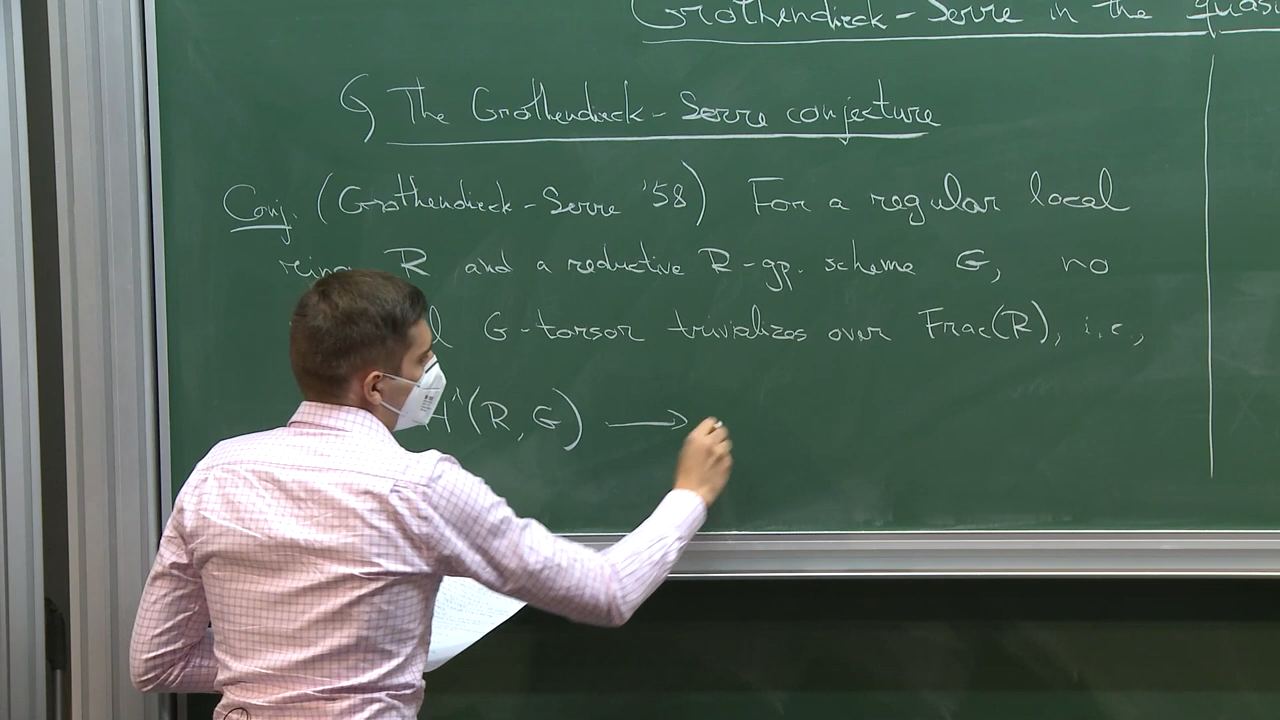 Grothendieck-Serre in the quasi
§ The Grothendieck-Serre conjecture
Conj. (Grothendieck-Serre '58) For a regular local
ring R and a reductive R-gp. scheme G, no
G-torsor trivializes over Frac(R), i.e.,
H¹(R,G) →